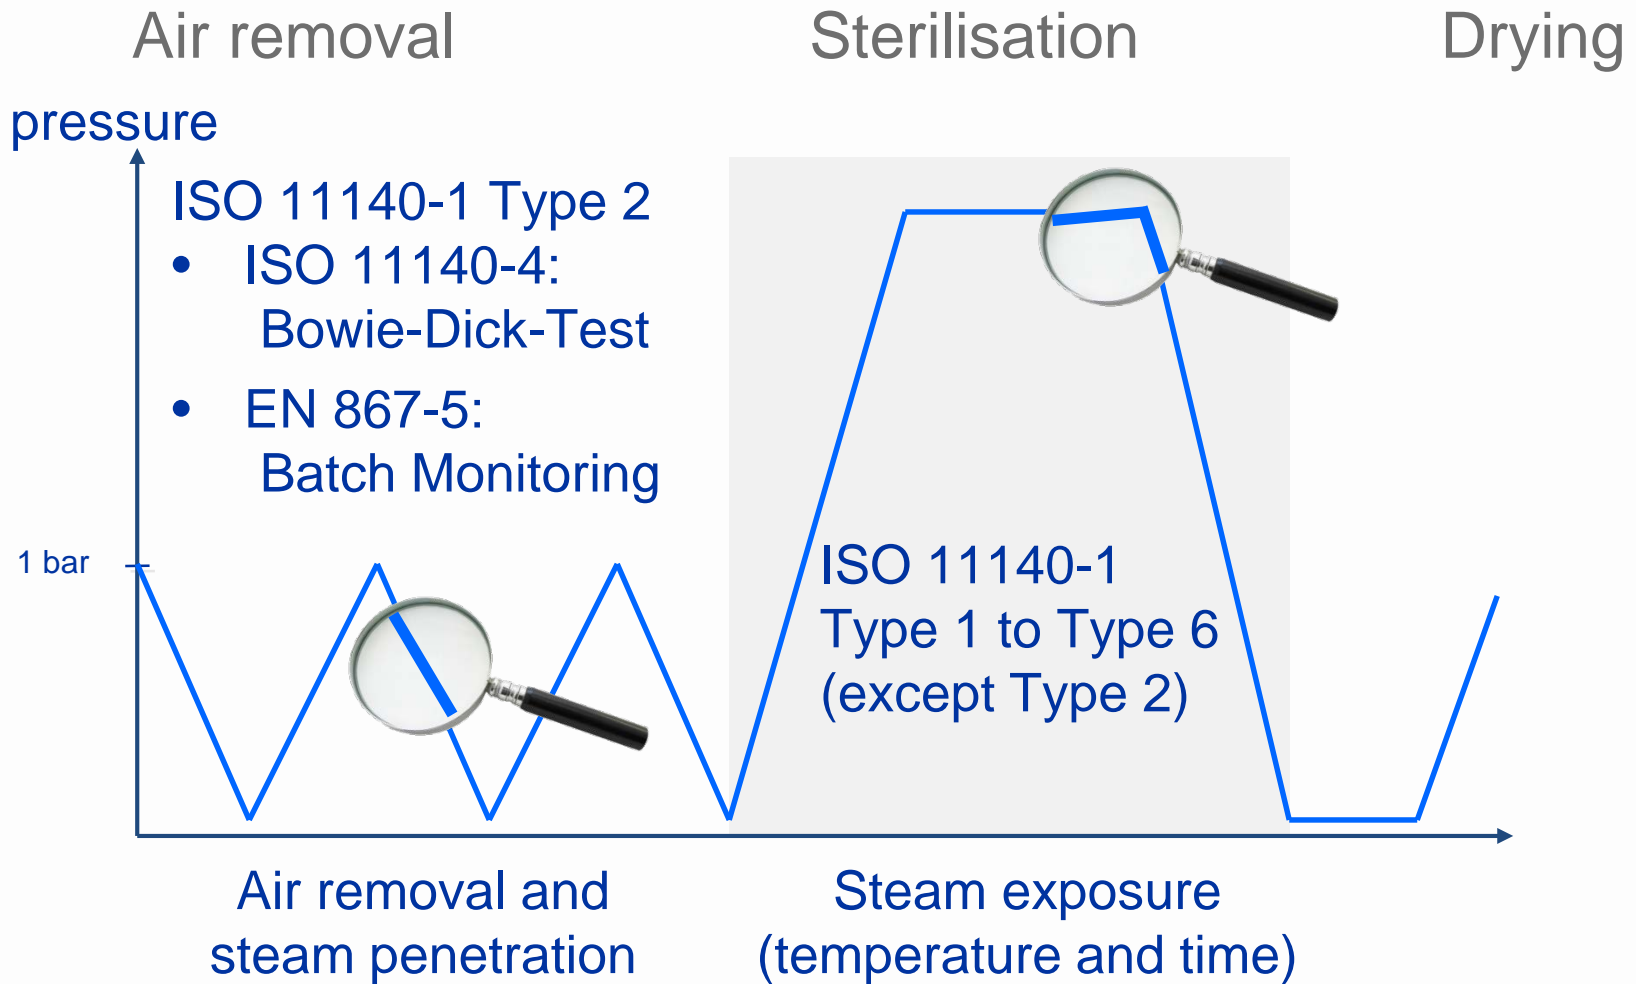 Air removal
Sterilisation
Drying
pressure
ISO 11140-1 Type 2
• ISO 11140-4:
Bowie-Dick-Test
• EN 867-5:
Batch Monitoring
1 bar
ISO 11140-1
Type 1 to Type 6
(except Type 2)
Air removal and
steam penetration
Steam exposure
(temperature and time)